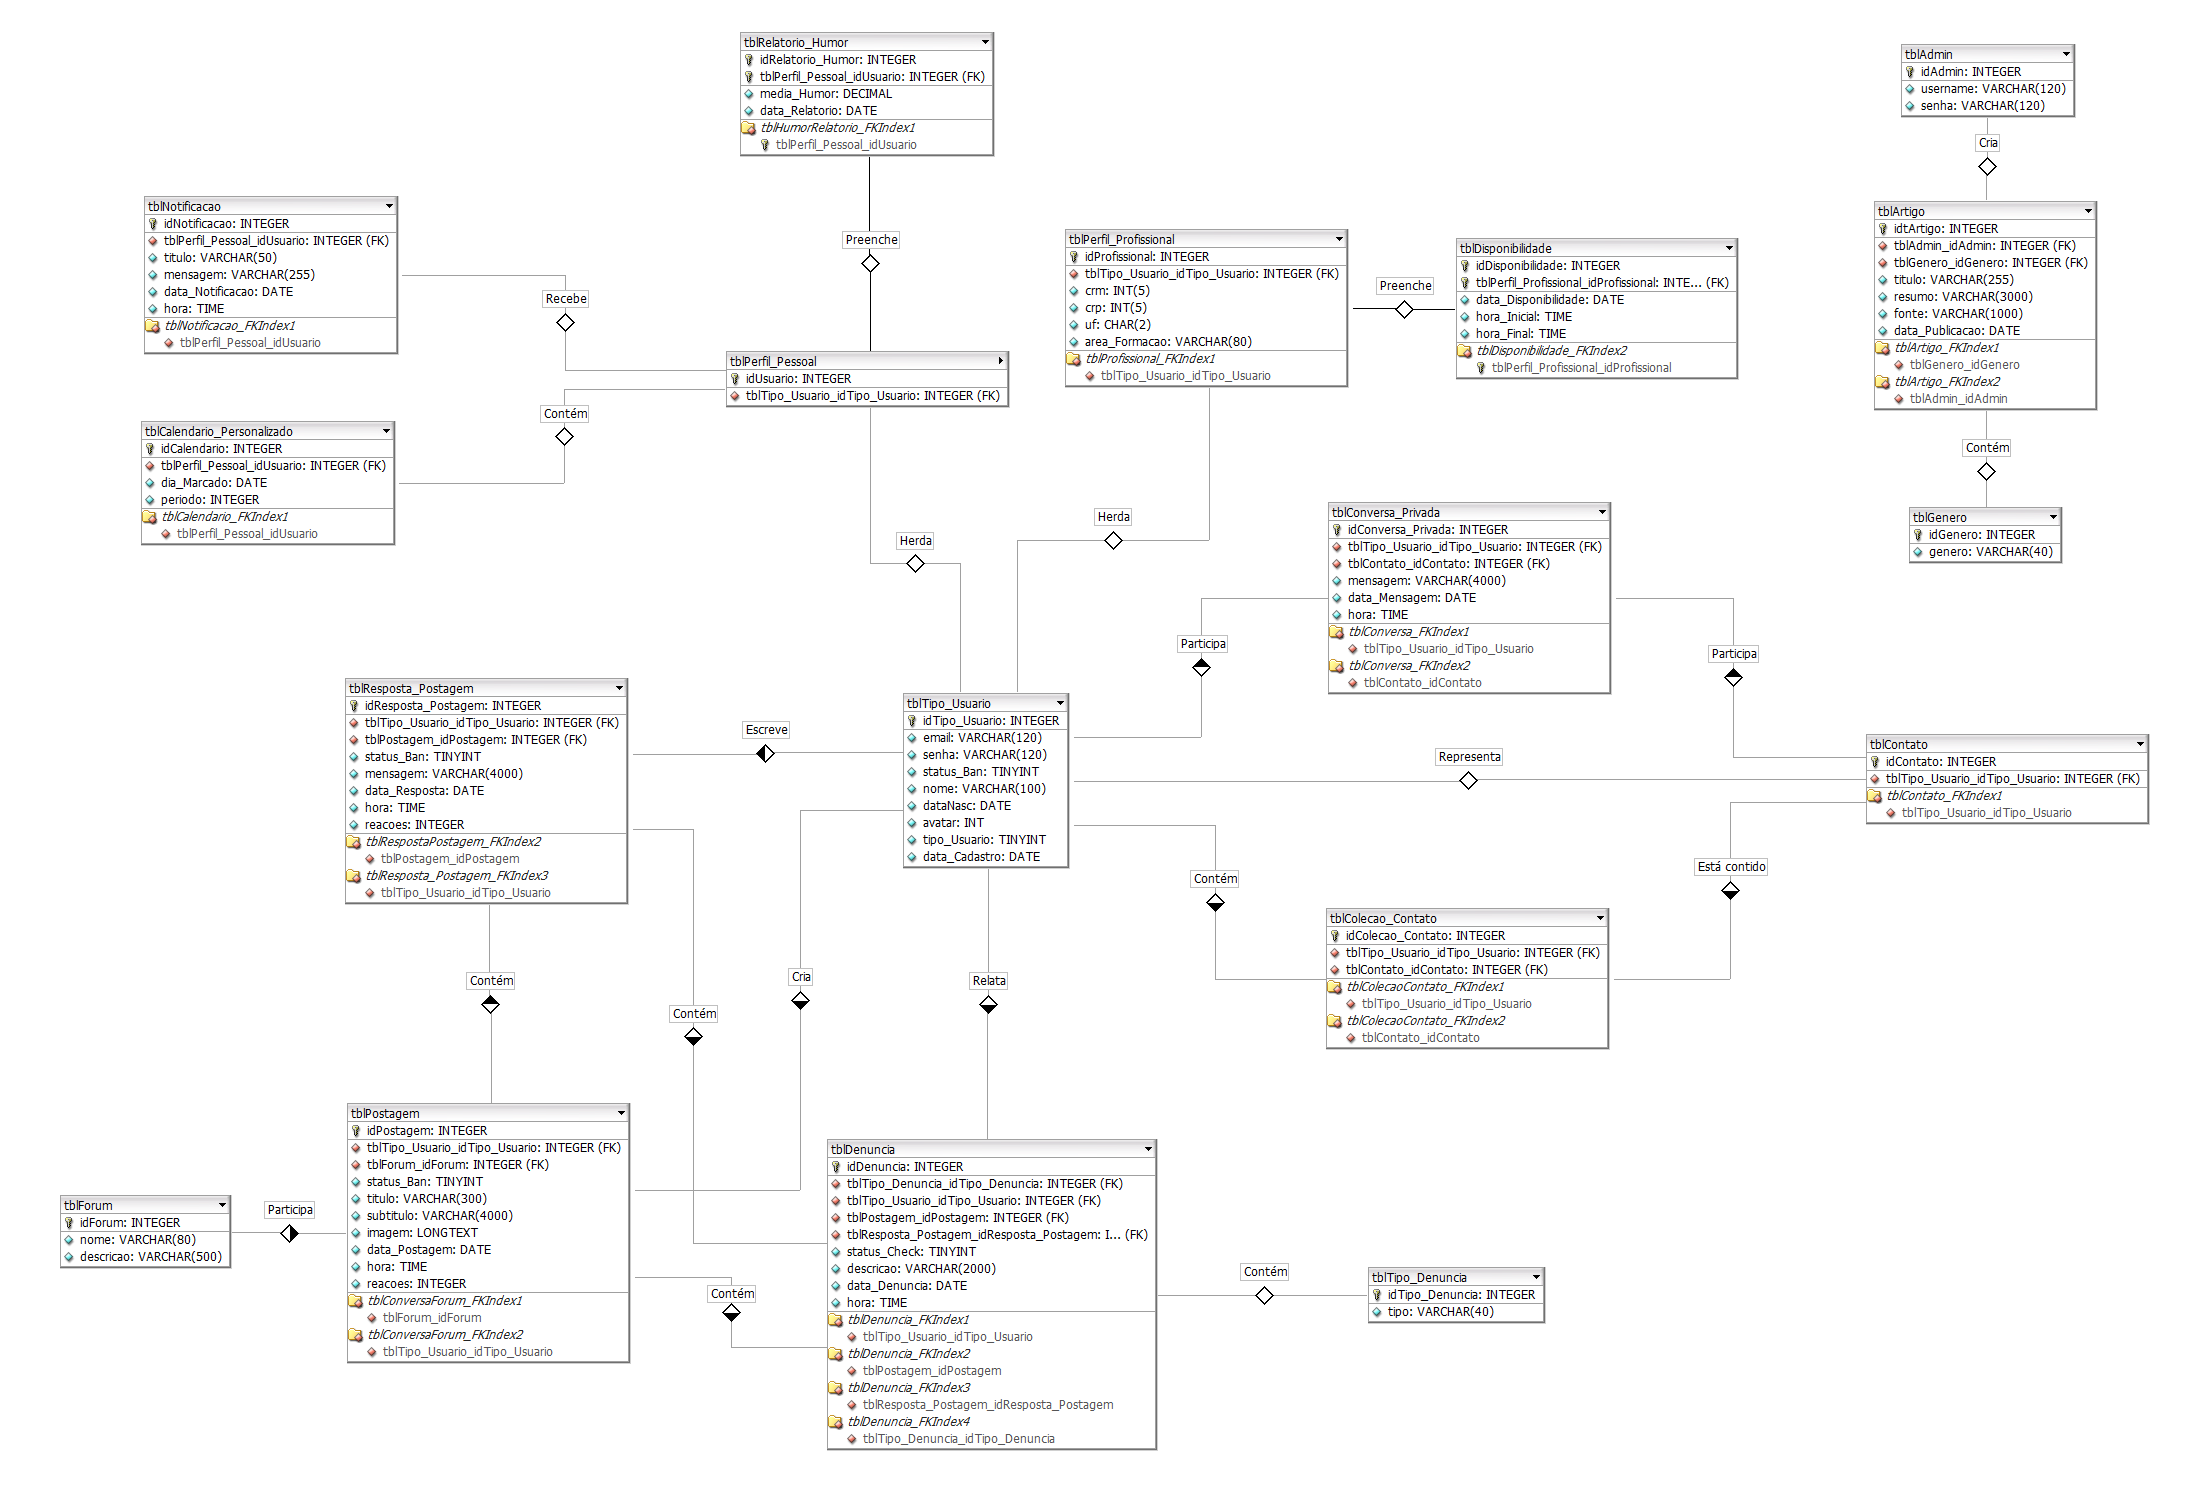 tblRelatorio_Humor
idRelatorio_Humor: INTEGER
tblPerfil_Pessoal_idUsuario: INTEGER (FK)
media_Humor: DECIMAL
data_Relatorio: DATE
tblHumorRelatorio_FKIndex1
tblPerfil_Pessoal_idUsuario
tblAdmin
idAdmin: INTEGER
username: VARCHAR(120)
senha: VARCHAR(120)
Cria
tblNotificacao
idNotificacao: INTEGER
tblPerfil_Pessoal_idUsuario: INTEGER (FK)
titulo: VARCHAR(50)
mensagem: VARCHAR(255)
data_Notificacao: DATE
hora: TIME
tblNotificacao_FKIndex1
tblPerfil_Pessoal_idUsuario
Recebe
Preenche
tblPerfil_Profissional
idProfissional: INTEGER
tblTipo_Usuario_idTipo_Usuario: INTEGER (FK)
crm: INT(5)
crp: INT(5)
uf: CHAR(2)
area_Formacao: VARCHAR(80)
tblProfissional_FKIndex1
tblTipo_Usuario_idTipo_Usuario
Preenche
tblDisponibilidade
idDisponibilidade: INTEGER
tblPerfil_Profissional_idProfissional: INTE... (FK)
data_Disponibilidade: DATE
hora_Inicial: TIME
hora_Final: TIME
tblDisponibilidade_FKIndex2
tblPerfil_Profissional_idProfissional
tblArtigo
idtArtigo: INTEGER
tblAdmin_idAdmin: INTEGER (FK)
tblGenero_idGenero: INTEGER (FK)
titulo: VARCHAR(255)
resumo: VARCHAR(3000)
fonte: VARCHAR(1000)
data_Publicacao: DATE
tblArtigo_FKIndex1
tblGenero_idGenero
tblArtigo_FKIndex2
tblAdmin_idAdmin
Contém
tblGenero
idGenero: INTEGER
genero: VARCHAR(40)
tblPerfil_Pessoal
idUsuario: INTEGER
tblTipo_Usuario_idTipo_Usuario: INTEGER (FK)
Contém
tblCalendario_Personalizado
idCalendario: INTEGER
tblPerfil_Pessoal_idUsuario: INTEGER (FK)
dia_Marcado: DATE
periodo: INTEGER
tblCalendario_FKIndex1
tblPerfil_Pessoal_idUsuario
Herda
Herda
tblConversa_Privada
idConversa_Privada: INTEGER
tblTipo_Usuario_idTipo_Usuario: INTEGER (FK)
tblContato_idContato: INTEGER (FK)
mensagem: VARCHAR(4000)
data_Mensagem: DATE
hora: TIME
tblConversa_FKIndex1
tblTipo_Usuario_idTipo_Usuario
tblConversa_FKIndex2
tblContato_idContato
Participa
Participa
tblResposta_Postagem
idResposta_Postagem: INTEGER
tblTipo_Usuario_idTipo_Usuario: INTEGER (FK)
tblPostagem_idPostagem: INTEGER (FK)
status_Ban: TINYINT
mensagem: VARCHAR(4000)
data_Resposta: DATE
hora: TIME
reacoes: INTEGER
tblRespostaPostagem_FKIndex2
tblPostagem_idPostagem
tblResposta_Postagem_FKIndex3
tblTipo_Usuario_idTipo_Usuario
Escreve
tblTipo_Usuario
idTipo_Usuario: INTEGER
email: VARCHAR(120)
senha: VARCHAR(120)
status_Ban: TINYINT
nome: VARCHAR(100)
dataNasc: DATE
avatar: INT
tipo_Usuario: TINYINT
data_Cadastro: DATE
Representa
tblContato
idContato: INTEGER
tblTipo_Usuario_idTipo_Usuario: INTEGER (FK)
tblContato_FKIndex1
tblTipo_Usuario_idTipo_Usuario
Contém
Está contido
tblColecao_Contato
idColecao_Contato: INTEGER
tblTipo_Usuario_idTipo_Usuario: INTEGER (FK)
tblContato_idContato: INTEGER (FK)
tblColecaoContato_FKIndex1
tblTipo_Usuario_idTipo_Usuario
tblColecaoContato_FKIndex2
tblContato_idContato
Contém
Contém
Cria
Relata
tblPostagem
idPostagem: INTEGER
tblTipo_Usuario_idTipo_Usuario: INTEGER (FK)
tblForum_idForum: INTEGER (FK)
status_Ban: TINYINT
titulo: VARCHAR(300)
subtitulo: VARCHAR(4000)
imagem: LONGTEXT
data_Postagem: DATE
hora: TIME
reacoes: INTEGER
tblConversaForum_FKIndex1
tblForum_idForum
tblConversaForum_FKIndex2
tblTipo_Usuario_idTipo_Usuario
tblForum
idForum: INTEGER
nome: VARCHAR(80)
descricao: VARCHAR(500)
Participa
Contém
tblDenuncia
idDenuncia: INTEGER
tblTipo_Denuncia_idTipo_Denuncia: INTEGER (FK)
tblTipo_Usuario_idTipo_Usuario: INTEGER (FK)
tblPostagem_idPostagem: INTEGER (FK)
tblResposta_Postagem_idResposta_Postagem: I... (FK)
status_Check: TINYINT
descricao: VARCHAR(2000)
data_Denuncia: DATE
hora: TIME
tblDenuncia_FKIndex1
tblTipo_Usuario_idTipo_Usuario
tblDenuncia_FKIndex2
tblPostagem_idPostagem
tblDenuncia_FKIndex3
tblResposta_Postagem_idResposta_Postagem
tblDenuncia_FKIndex4
tblTipo_Denuncia_idTipo_Denuncia
Contém
tblTipo_Denuncia
idTipo_Denuncia: INTEGER
tipo: VARCHAR(40)